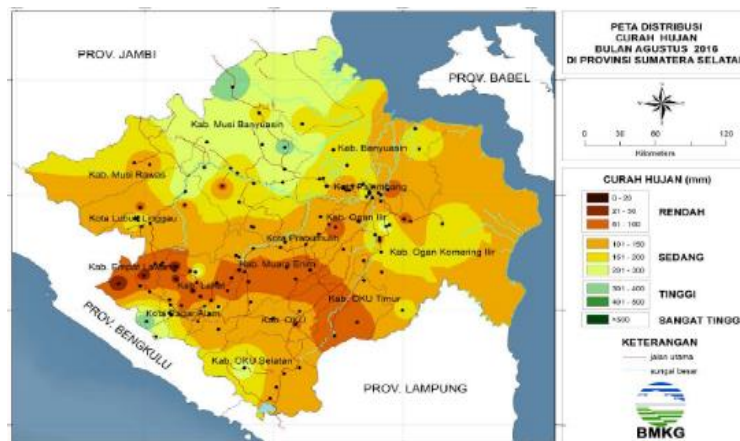 PETA DISTRIBUSI
CURAH HUJAN
BULAN AGUSTUS 2016
DI PROVINSI SUMATERA SELATAN
PROV. JAMBI
PROV. BABEL
Kab. Musi Banyuasin
Kab. Banyuasin
Kab. Musi Rawas
Kota Palembang
Kota Lubuk Linggau
Kab. Ogan Ilir
Kota Prabumulih
Kab. Ogan Komering Ilir
Kab. Empat Lawang
Kab. Muara Enim
Kab. Lahat
Kab. OKU Timur
Kota Pagar Alam
Kab. OKU
Kab. OKU Selatan
PROV. BENGKULU
PROV. LAMPUNG
0 30 60 120
Kilometers
CURAH HUJAN (mm)
0 - 20
21 - 50
51 - 100
RENDAH
101 - 150
151 - 200
201 - 300
SEDANG
301 - 400
401 - 500
TINGGI
>500
SANGAT TINGGI
KETERANGAN
jalan utama
sungai besar
BMKG